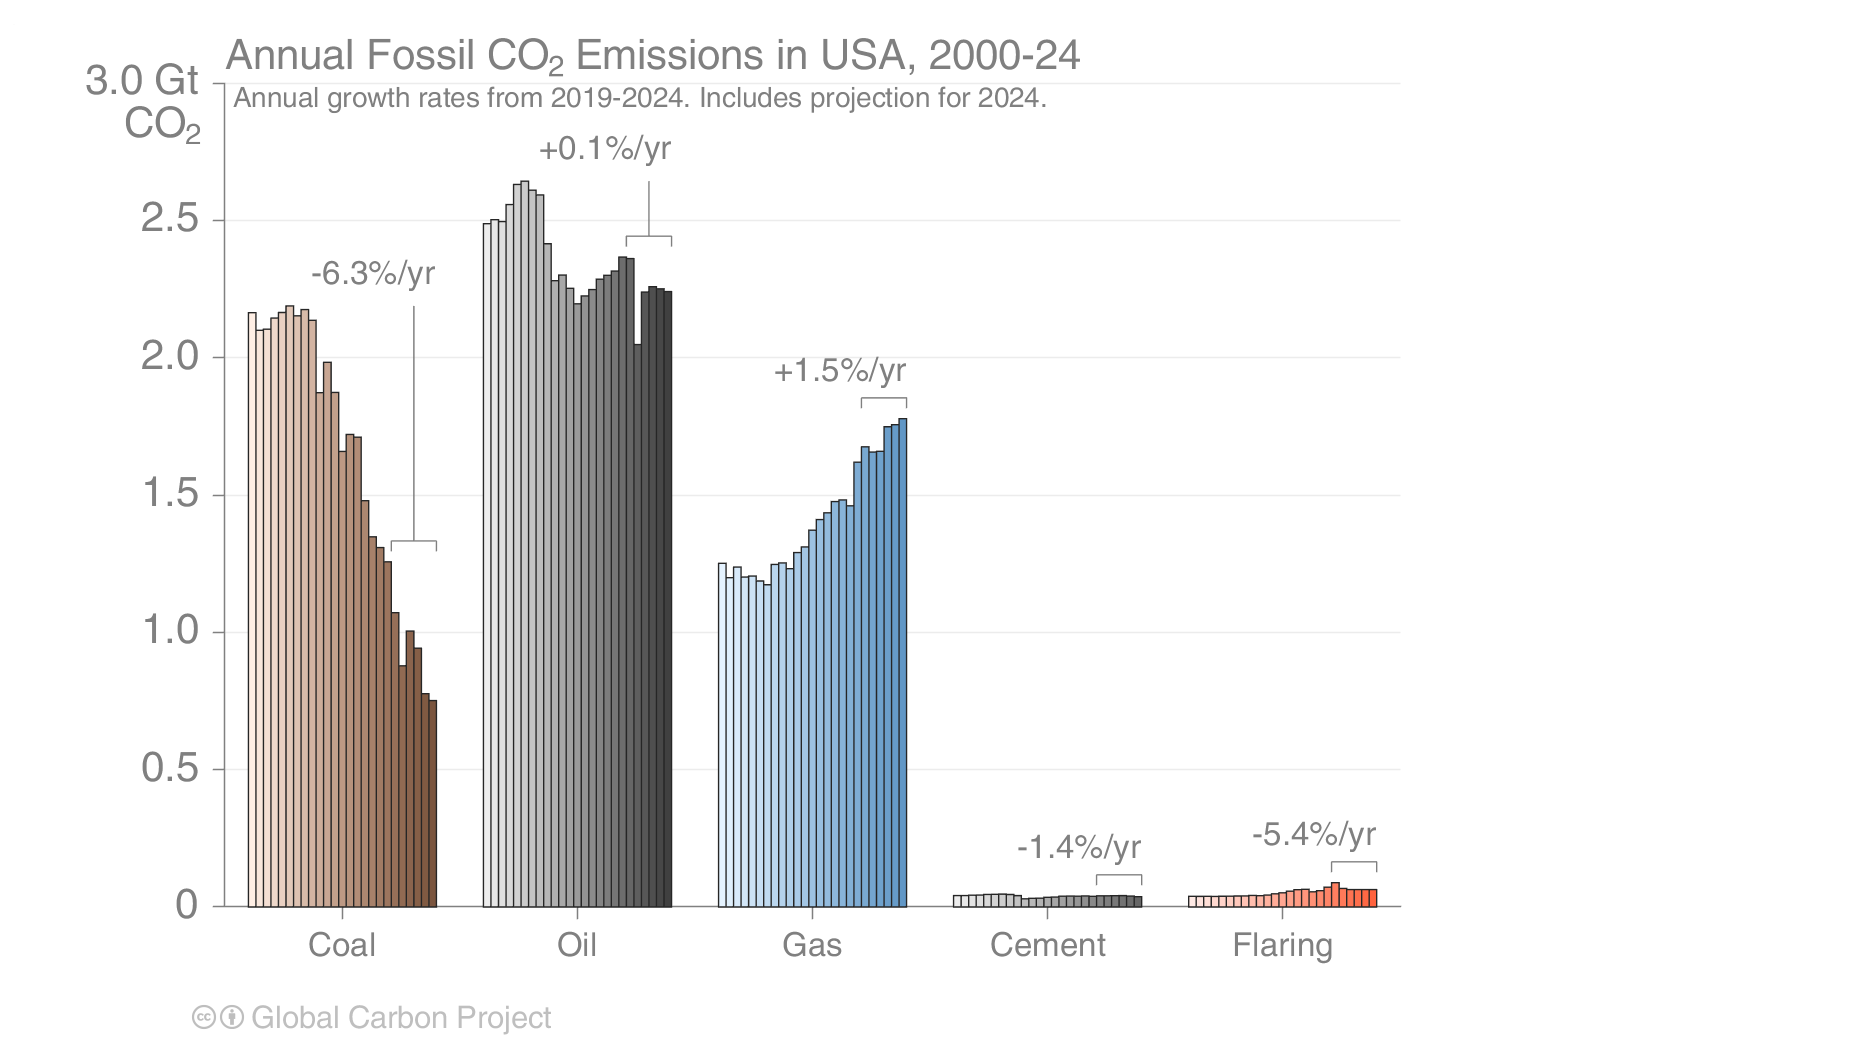 Annual Fossil CO₂ Emissions in USA, 2000-24
3.0 Gt
CO₂
Annual growth rates from 2019-2024. Includes projection for 2024.
+0.1%/yr
2.5
-6.3%/yr
2.0
+1.5%/yr
1.5
1.0
0.5
-1.4%/yr
-5.4%/yr
0
Coal Oil Gas Cement Flaring
cc Global Carbon Project